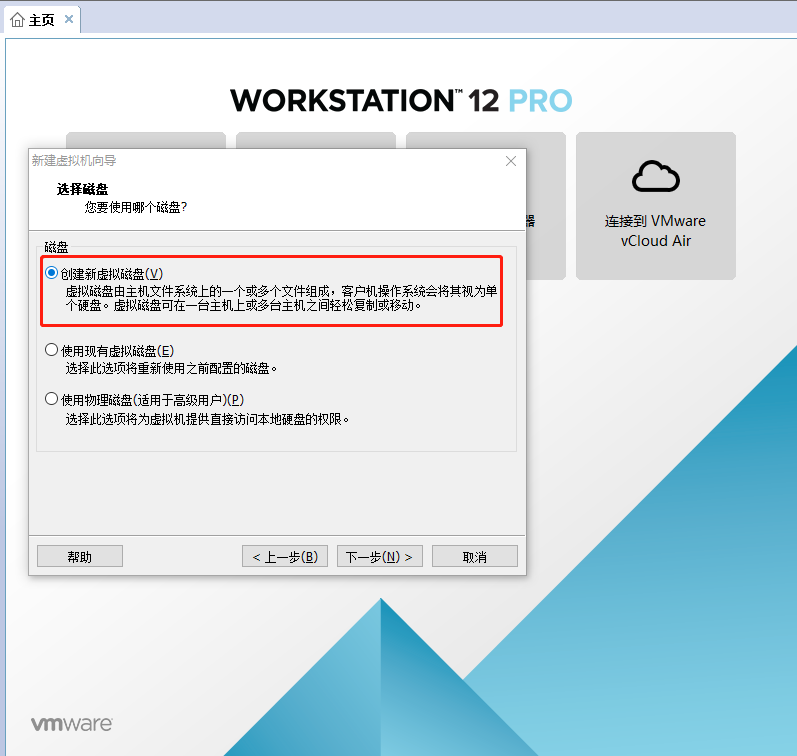 主页
WORKSTATION™ 12 PRO
新建虚拟机向导
选择磁盘
您要使用哪个磁盘?
磁盘
创建新虚拟磁盘(V)
虚拟磁盘由主机文件系统上的一个或多个文件组成，客户机操作系统会将其视为单
个硬盘。虚拟磁盘可在一台主机上或多台主机之间轻松复制或移动。
使用现有虚拟磁盘(E)
选择此选项将重新使用之前配置的磁盘。
使用物理磁盘(适用于高级用户)(P)
选择此选项将为虚拟机提供直接访问本地硬盘的权限。
帮助
< 上一步(B)
下一步(N) >
取消
器
连接到 VMware
vCloud Air
vmware